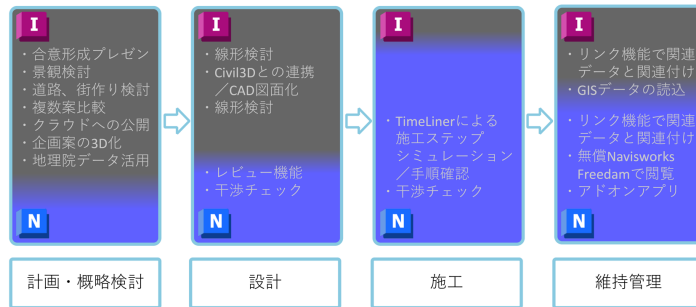 I
・合意形成プレゼン
・景観検討
・道路、街作り検討
・複数案比較
・クラウドへの公開
・企画案の3D化
・地理院データ活用
N
計画・概略検討
I
・線形検討
・Civil3Dとの連携
／CAD図面化
・線形検討
・レビュー機能
・干渉チェック
N
設計
I
・TimeLinerによる
施工ステップ
シミュレーション
／手順確認
・干渉チェック
N
施工
I
・リンク機能で関連
データと関連付け
・GISデータの読込
・リンク機能で関連
データと関連付け
・無償Navisworks
Freedamで閲覧
・アドオンアプリ
N
維持管理